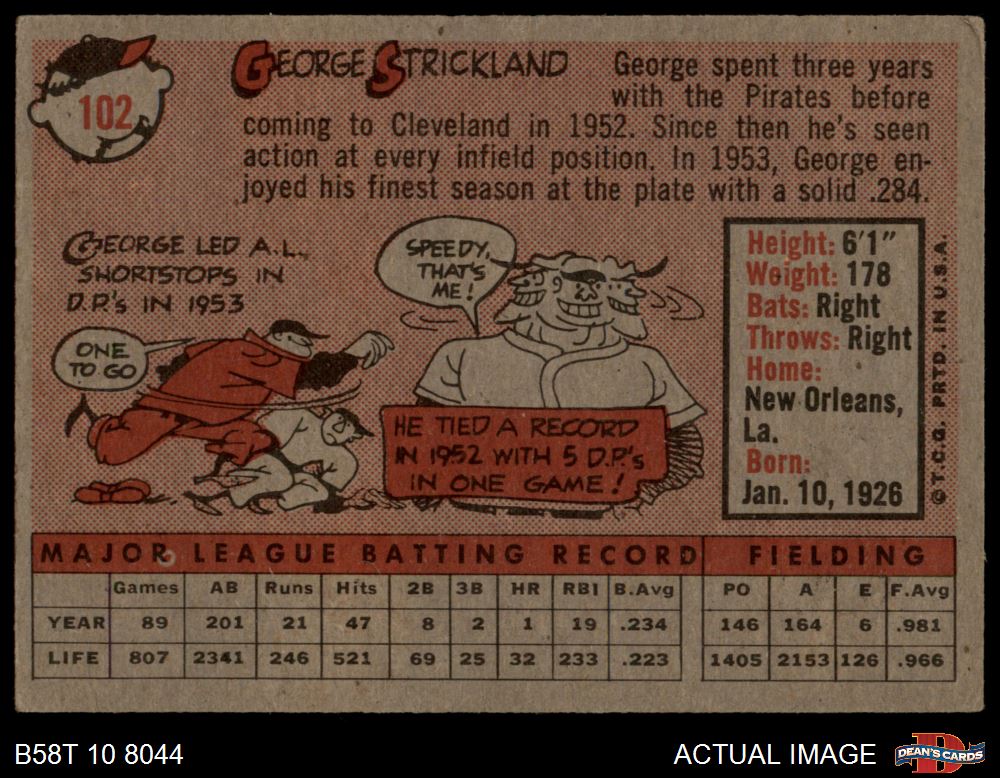 102
GEORGE STRICKLAND
George spent three years
with the Pirates before
coming to Cleveland in 1952. Since then he's seen
action at every infield position. In 1953, George en-
joyed his finest season at the plate with a solid .284.
GEORGE LED A.L.
SHORTSTOPS IN
D.P.'s IN 1953
ONE
TO GO
SPEEDY,
THAT'S
ME!
HE TIED A RECORD
IN 1952 WITH 5 D.P.'s
IN ONE GAME!
Height: 6'1"
Weight: 178
Bats: Right
Throws: Right
Home:
New Orleans,
La.
Born:
Jan. 10, 1926
© T.C.G. PRTD. IN U.S.A.
MAJOR LEAGUE BATTING RECORD FIELDING
Games AB Runs Hits 2B 3B HR RBI B.Avg PO A E F.Avg
YEAR 89 201 21 47 8 2 1 19 .234 146 164 6 .981
LIFE 807 2341 246 521 69 25 32 233 .223 1405 2153 126 .966
B58T 10 8044
ACTUAL IMAGE
D
DEAN'S CARDS